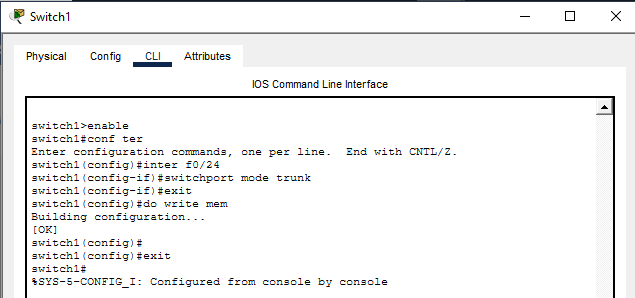 Switch1
Physical Config CLI Attributes
IOS Command Line Interface
switch1>enable
switch1#conf ter
Enter configuration commands, one per line.  End with CNTL/Z.
switch1(config)#inter f0/24
switch1(config-if)#switchport mode trunk
switch1(config-if)#exit
switch1(config)#do write mem
Building configuration...
[OK]
switch1(config)#
switch1(config)#exit
switch1#
%SYS-5-CONFIG_I: Configured from console by console